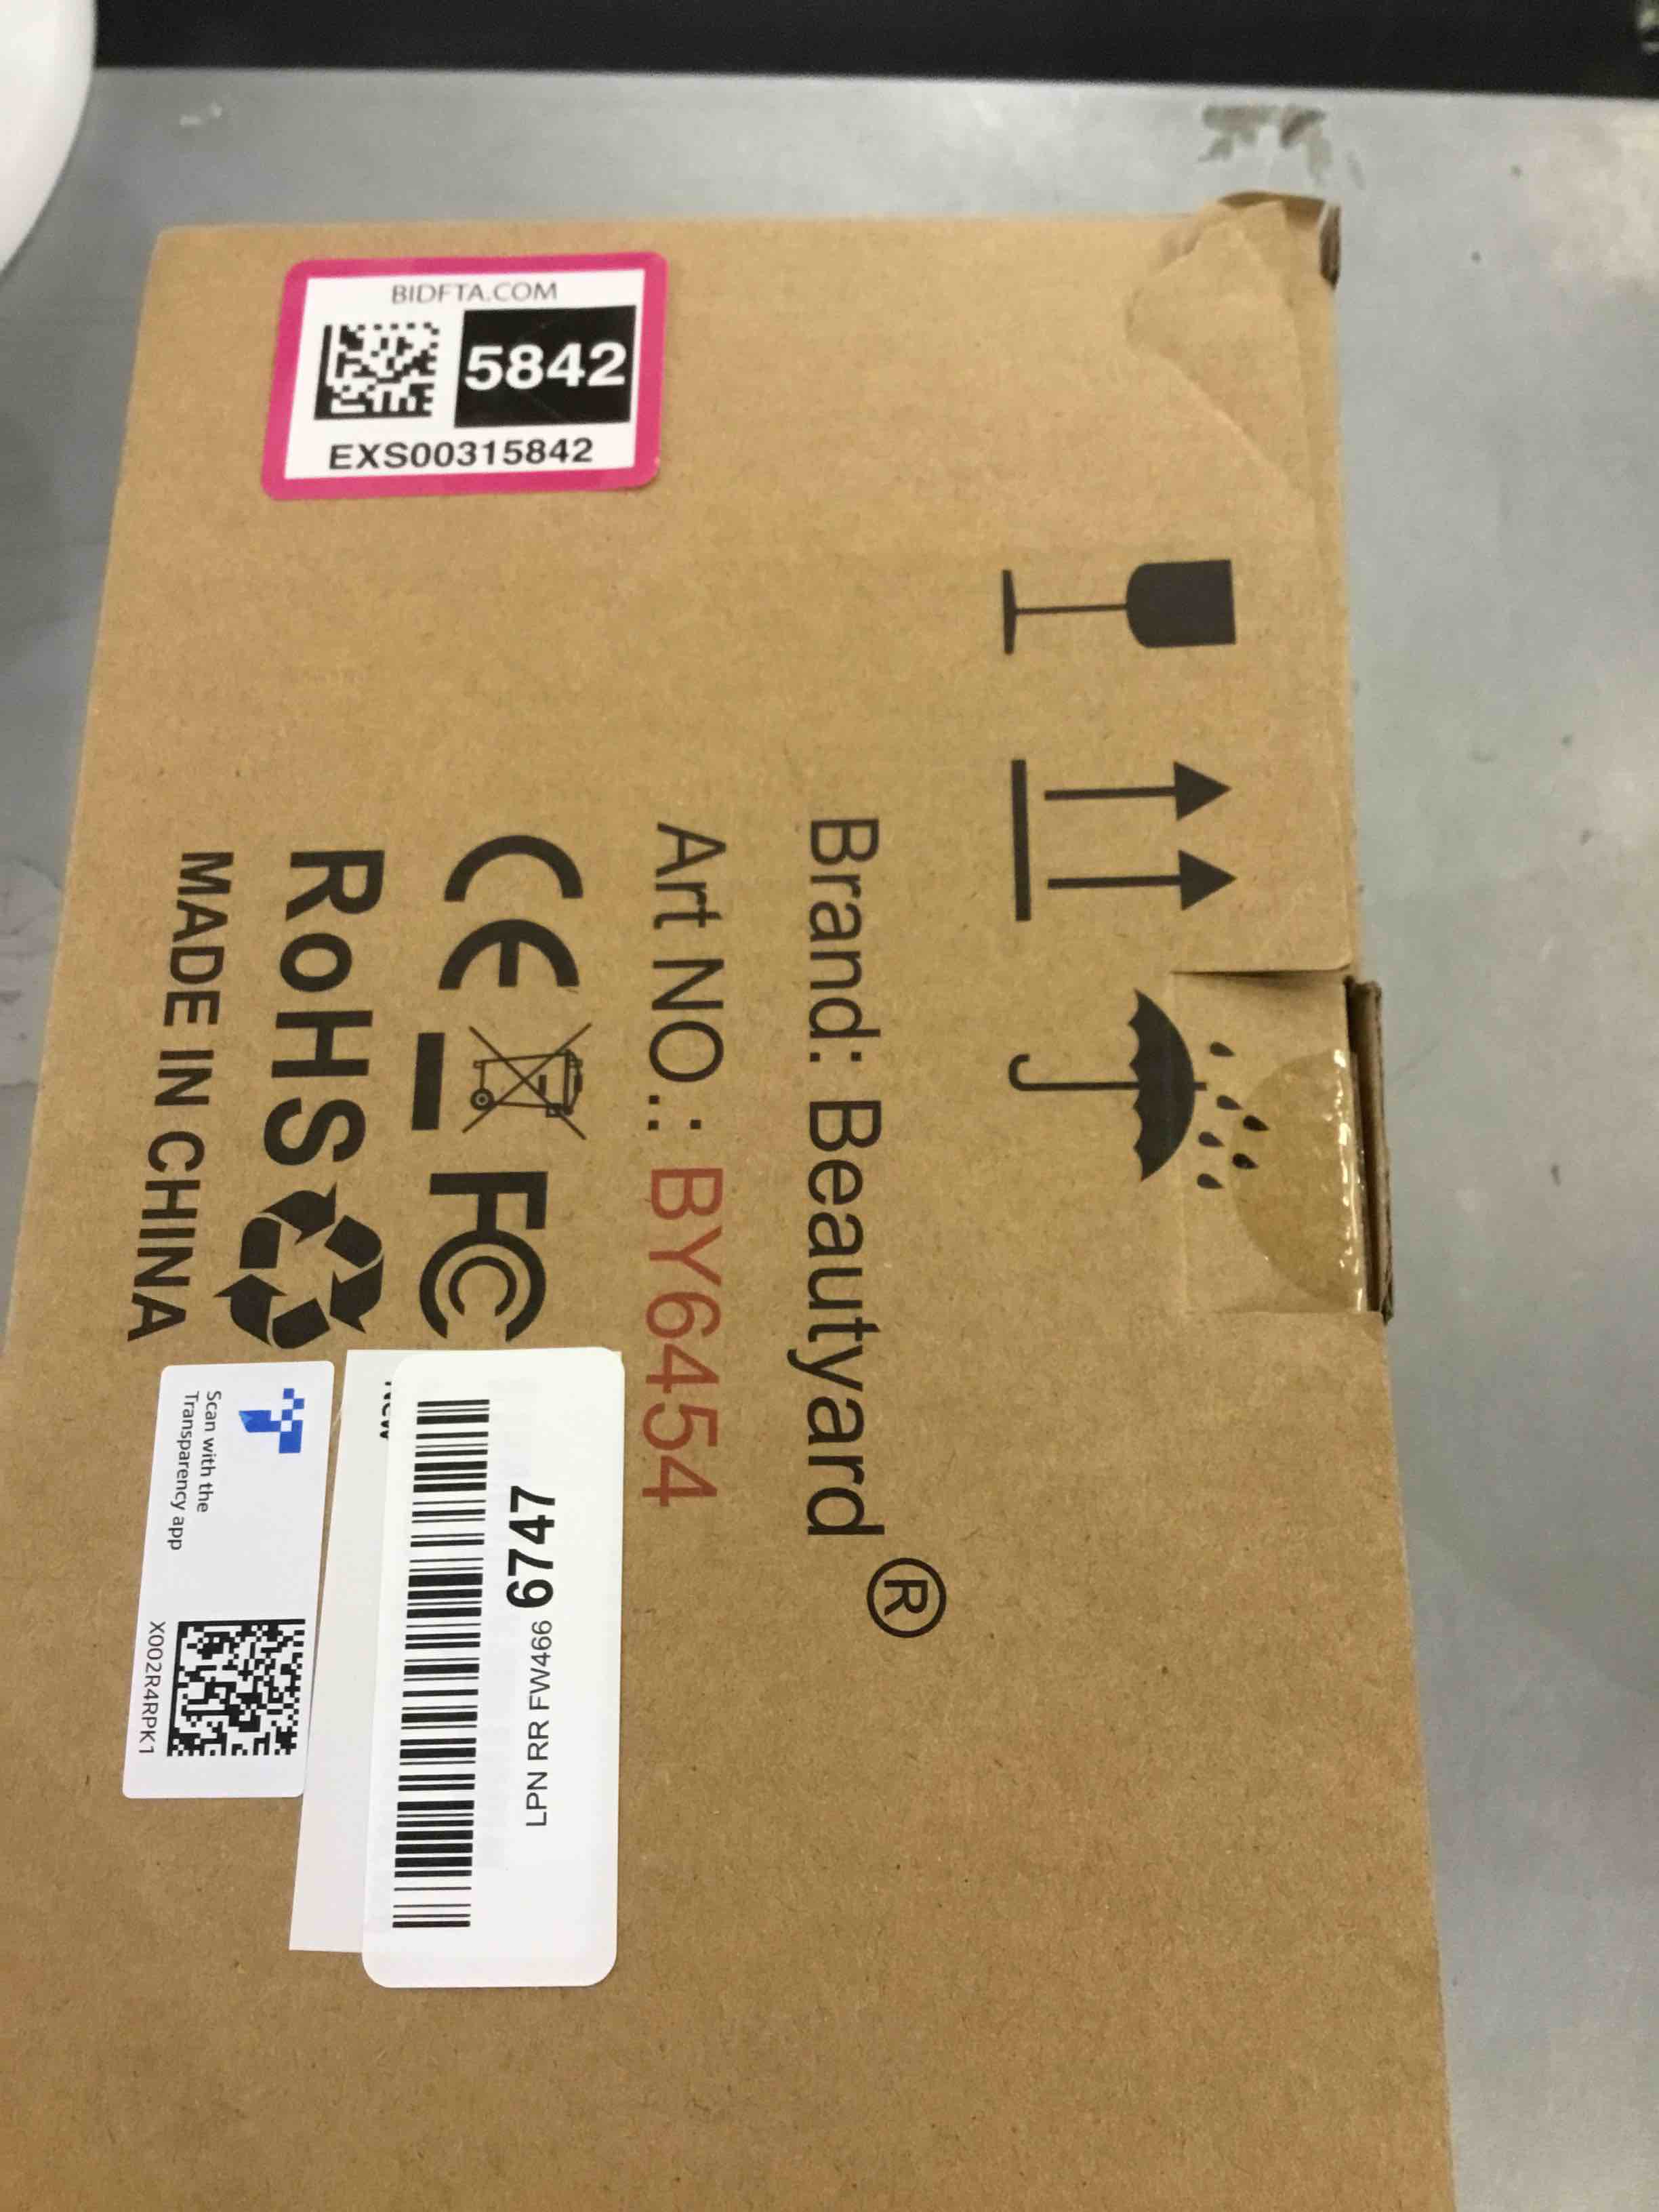 BIDFTA.COM
5842
EXS00315842
Brand: Beautyard®
Art NO.: BY6454
CE FC
RoHS
MADE IN CHINA
LPN RR FW466 6747
New
Scan with the
Transparency app
X002R4RPK1